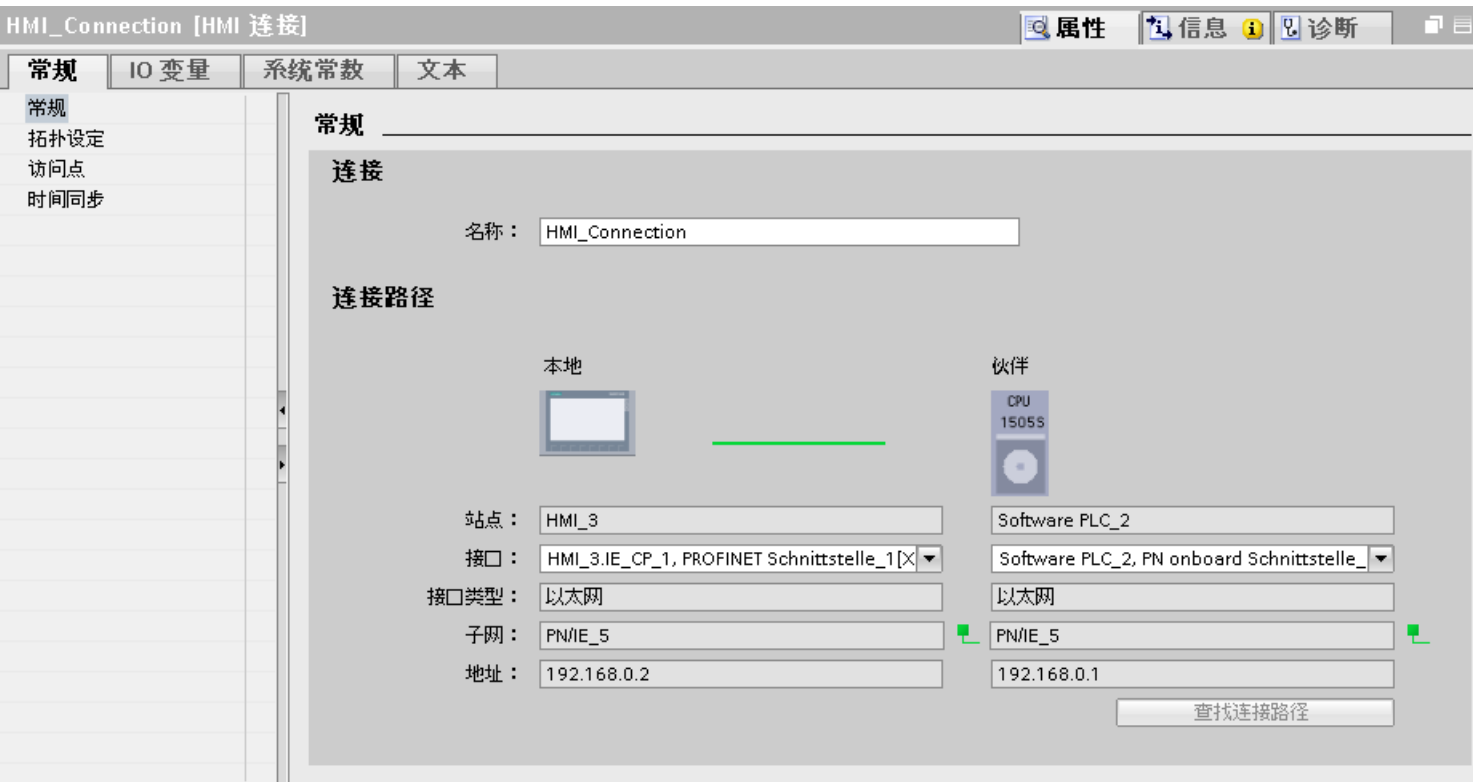 HMI_Connection [HMI 连接]
属性 信息 诊断
常规 IO 变量 系统常数 文本
常规
拓扑设定
访问点
时间同步
常规
连接
名称： HMI_Connection
连接路径
本地 伙伴
CPU
1505S
站点： HMI_3 Software PLC_2
接口： HMI_3.IE_CP_1, PROFINET Schnittstelle_1[X Software PLC_2, PN onboard Schnittstelle_
接口类型： 以太网 以太网
子网： PN/IE_5 PN/IE_5
地址： 192.168.0.2 192.168.0.1
查找连接路径